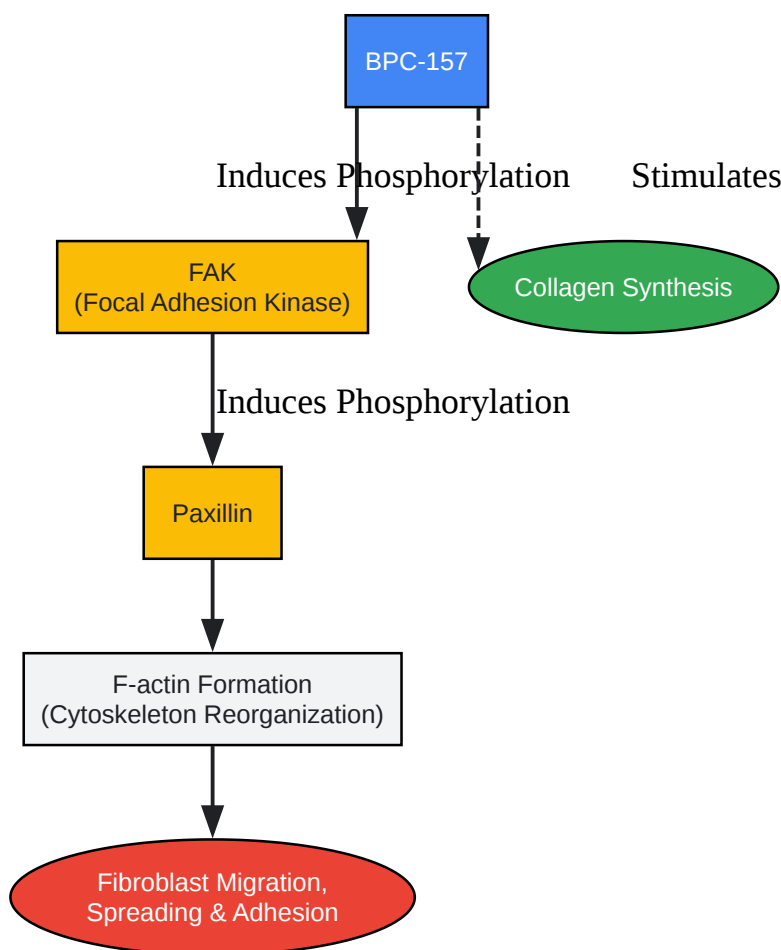 BPC-157
Induces Phosphorylation
Stimulates
FAK
(Focal Adhesion Kinase)
Collagen Synthesis
Induces Phosphorylation
Paxillin
F-actin Formation
(Cytoskeleton Reorganization)
Fibroblast Migration,
Spreading & Adhesion